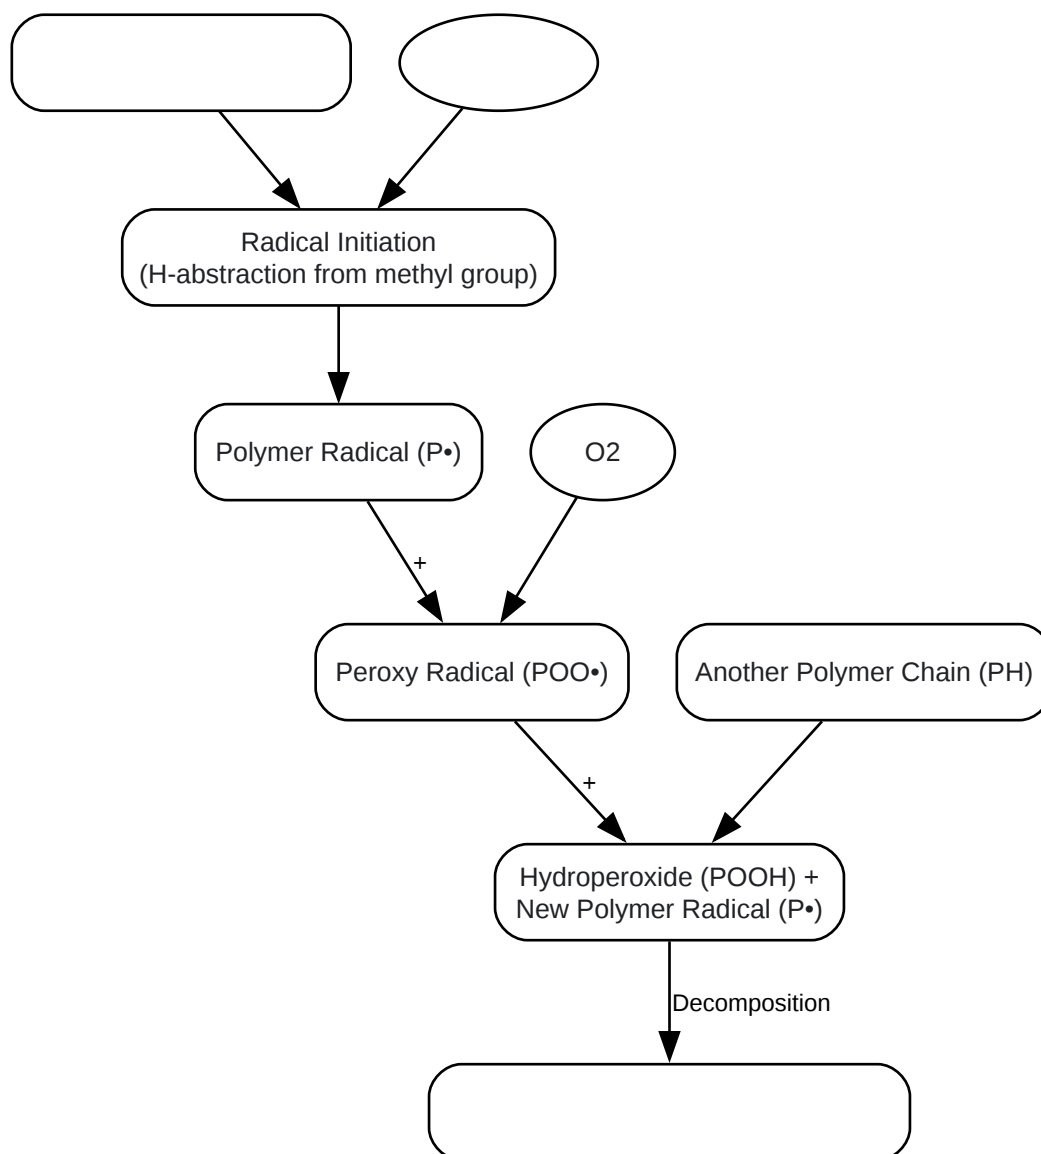 Radical Initiation
(H-abstraction from methyl group)
Polymer Radical (P•)
O2
+
Peroxy Radical (POO•)
Another Polymer Chain (PH)
+
Hydroperoxide (POOH) +
New Polymer Radical (P•)
Decomposition